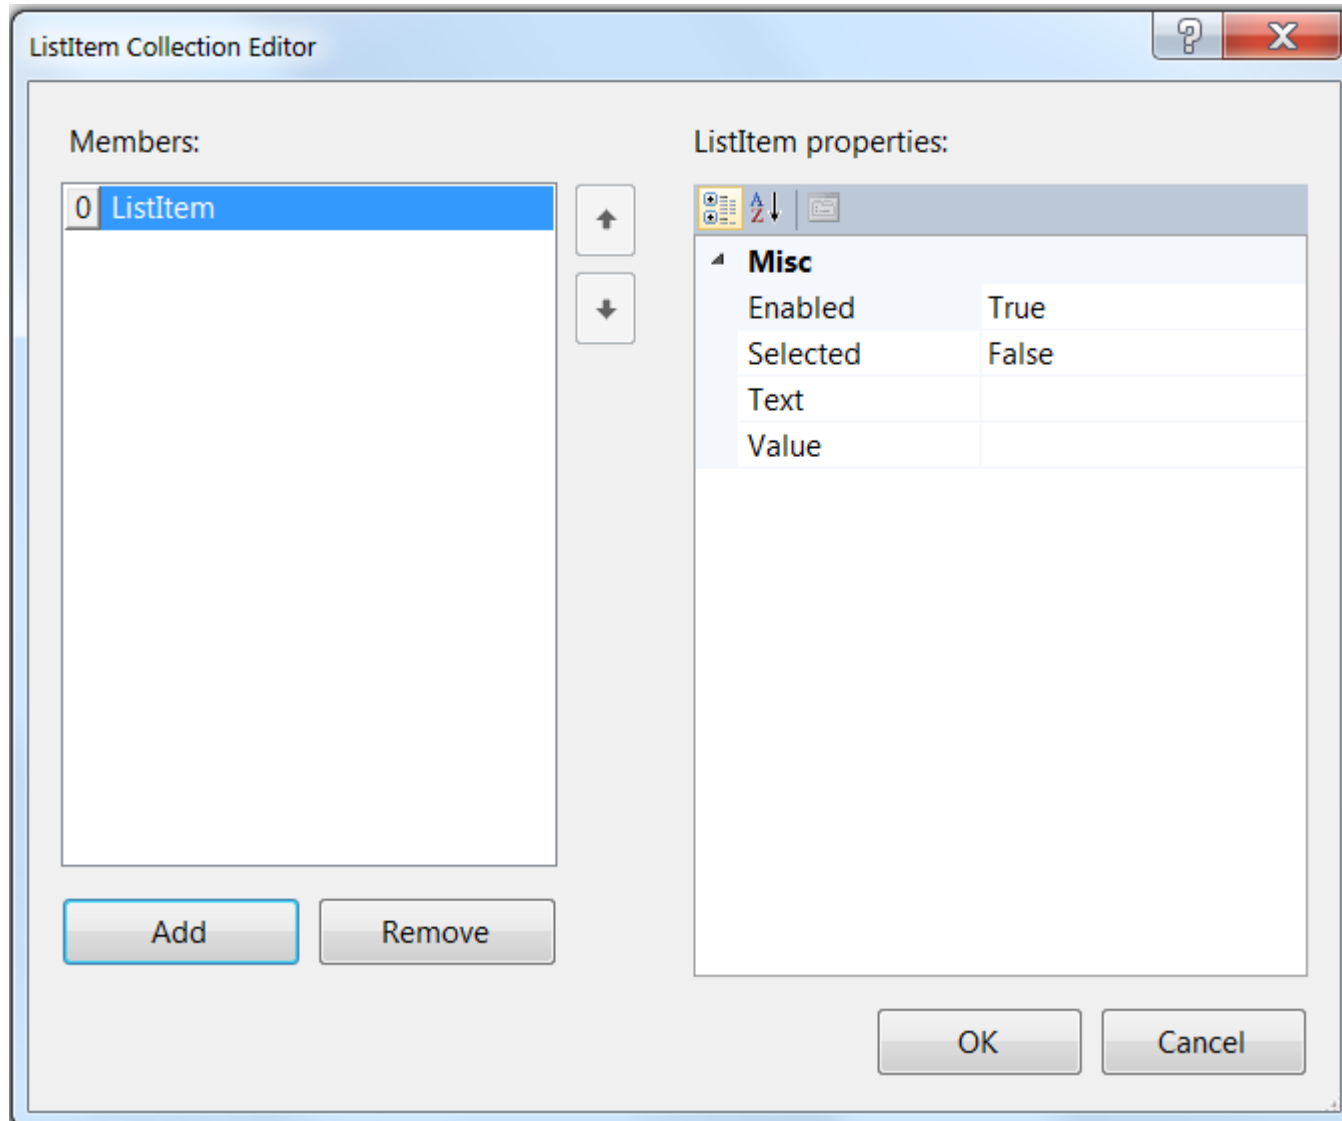 ListItem Collection Editor
Members:
0 ListItem
Add
Remove
ListItem properties:
Misc
Enabled True
Selected False
Text
Value
OK
Cancel